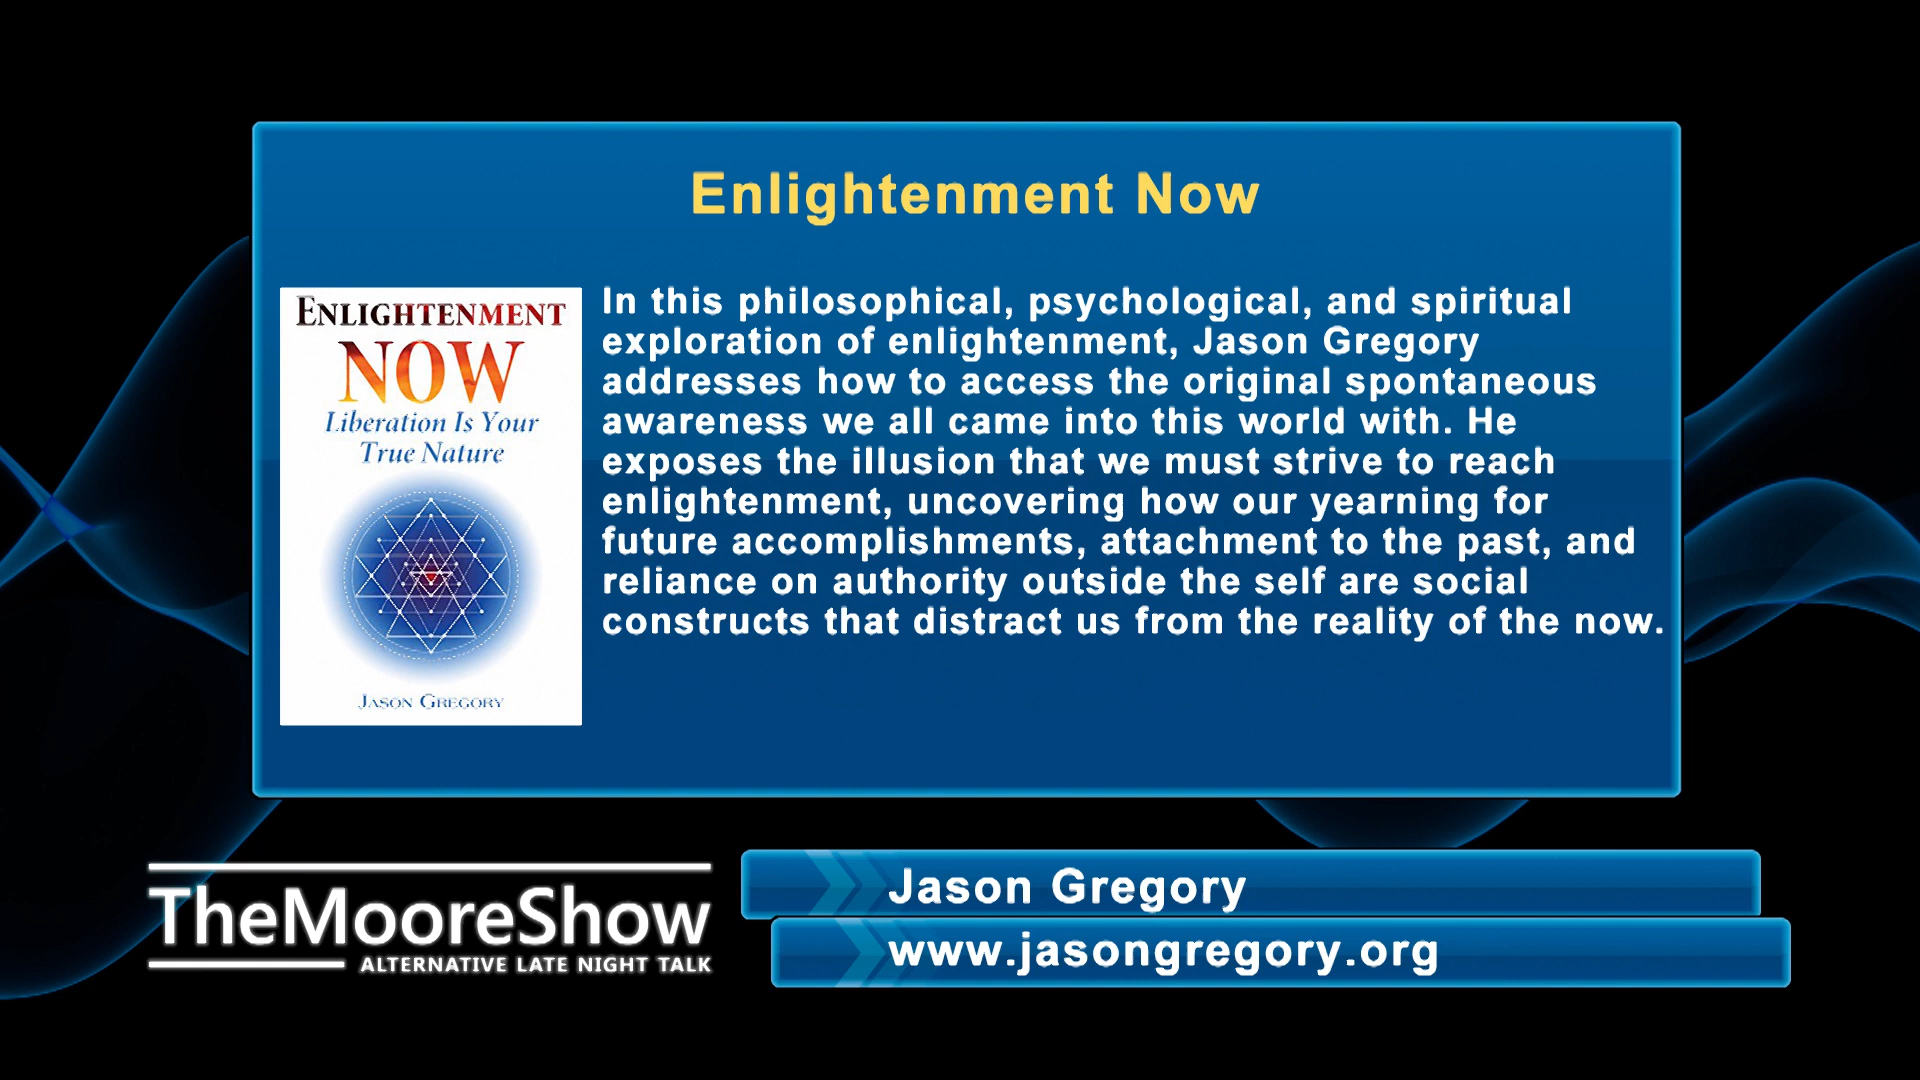 Enlightenment Now
ENLIGHTENMENT
NOW
Liberation Is Your
True Nature
JASON GREGORY
In this philosophical, psychological, and spiritual
exploration of enlightenment, Jason Gregory
addresses how to access the original spontaneous
awareness we all came into this world with. He
exposes the illusion that we must strive to reach
enlightenment, uncovering how our yearning for
future accomplishments, attachment to the past, and
reliance on authority outside the self are social
constructs that distract us from the reality of the now.
TheMooreShow
ALTERNATIVE LATE NIGHT TALK
Jason Gregory
www.jasongregory.org